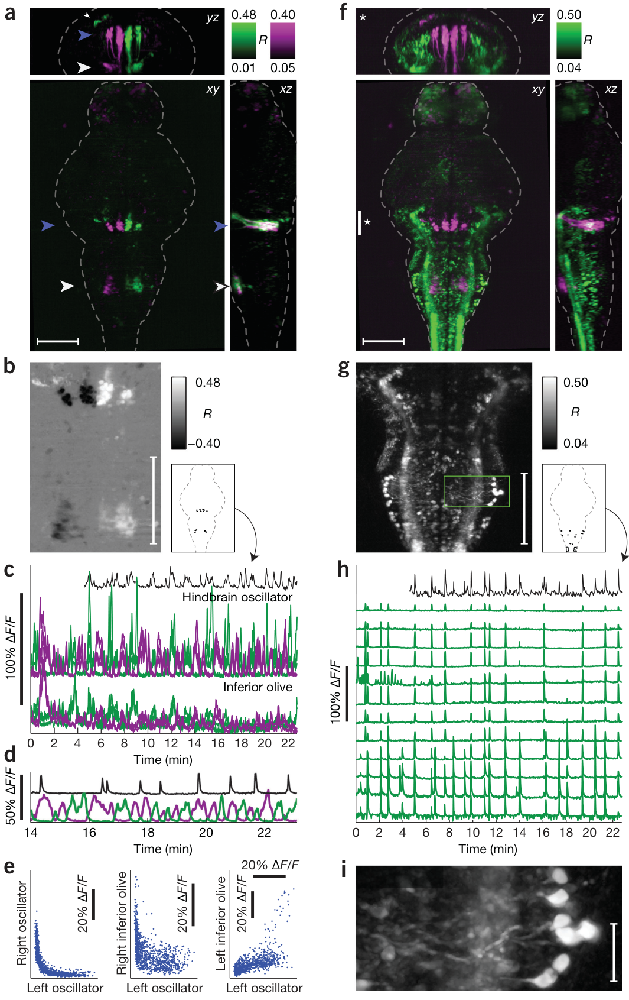 a
yz
0.48
0.40
R
0.01
0.05
xy
xz
f
*
yz
0.50
R
0.04
xy
xz
*
b
0.48
R
−0.40
g
0.50
R
0.04
c
Hindbrain oscillator
100% ΔF/F
Inferior olive
0 2 4 6 8 10 12 14 16 18 20 22
Time (min)
d
50% ΔF/F
14 16 18 20 22
Time (min)
e
Right oscillator
20% ΔF/F
Left oscillator
Right inferior olive
20% ΔF/F
Left oscillator
20% ΔF/F
Left inferior olive
20% ΔF/F
Left oscillator
h
100% ΔF/F
0 2 4 6 8 10 12 14 16 18 20 22
Time (min)
i